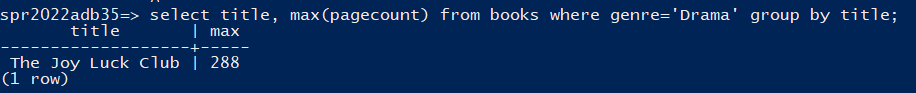 spr2022adb35=> select title, max(pagecount) from books where genre='Drama' group by title;
       title        | max
--------------------+-----
 The Joy Luck Club | 288
(1 row)